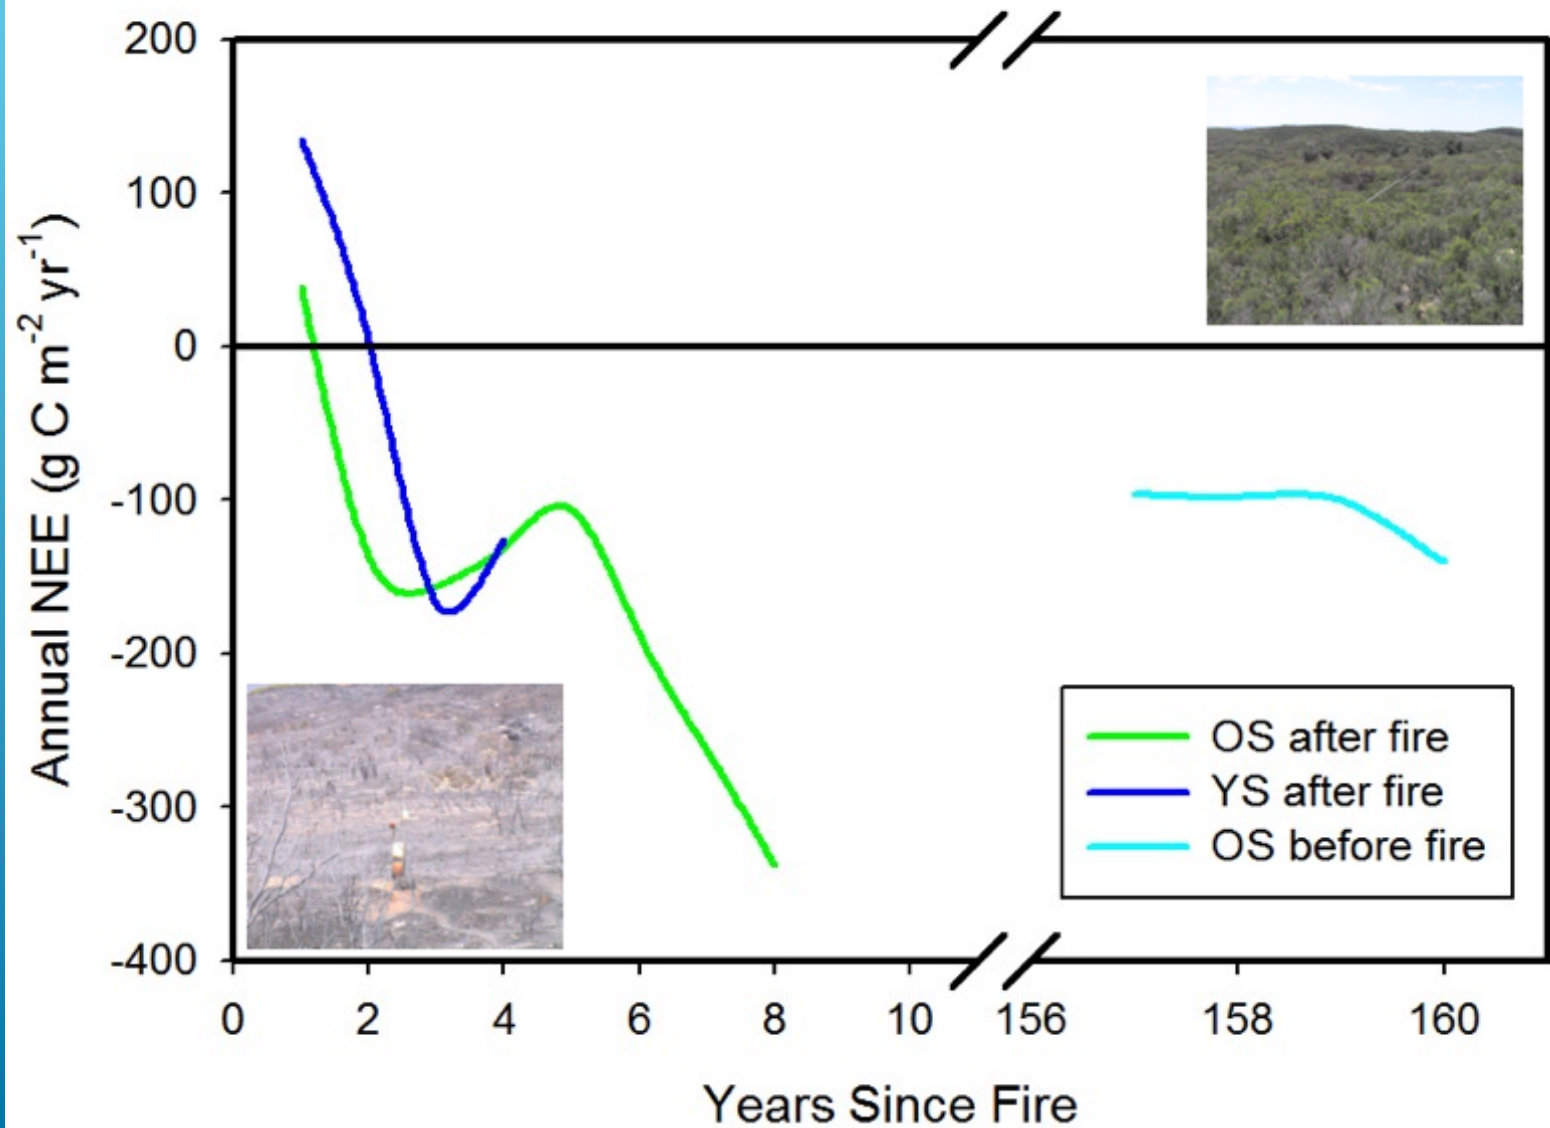 200
100
0
-100
-200
-300
-400
Annual NEE (g C m-2 yr-1)
OS after fire
YS after fire
OS before fire
0 2 4 6 8 10 156 158 160
Years Since Fire